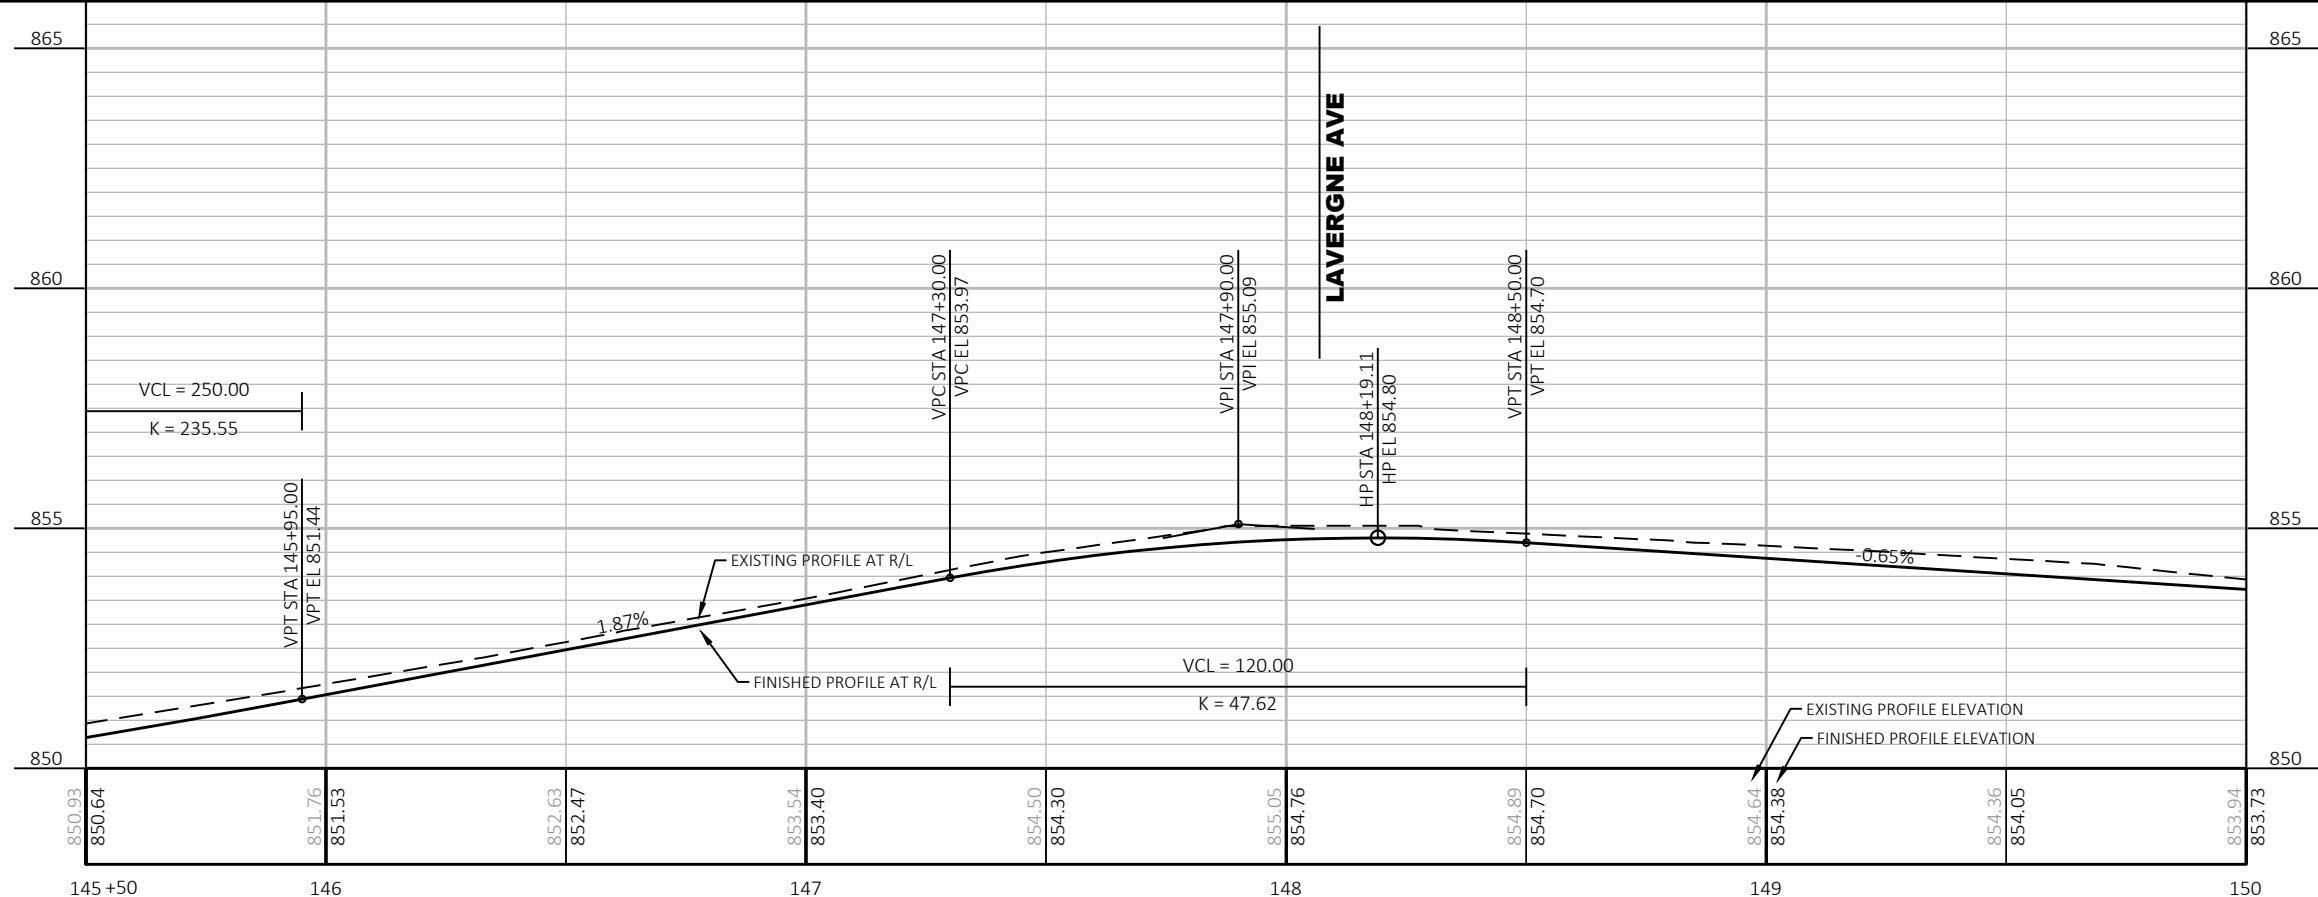 865
865
LAVERGNE AVE
860
860
VPC STA 147+30.00
VPC EL 853.97
VPI STA 147+90.00
VPI EL 855.09
VPT STA 148+50.00
VPT EL 854.70
HP STA 148+19.11
HP EL 854.80
VCL = 250.00
K = 235.55
VPT STA 145+95.00
VPT EL 851.44
855
855
EXISTING PROFILE AT R/L
-0.65%
1.87%
FINISHED PROFILE AT R/L
VCL = 120.00
K = 47.62
EXISTING PROFILE ELEVATION
FINISHED PROFILE ELEVATION
850
850
850.93
850.64
851.76
851.53
852.63
852.47
853.54
853.40
854.50
854.30
855.05
854.76
854.89
854.70
854.64
854.38
854.36
854.05
853.94
853.73
145 +50
146
147
148
149
150